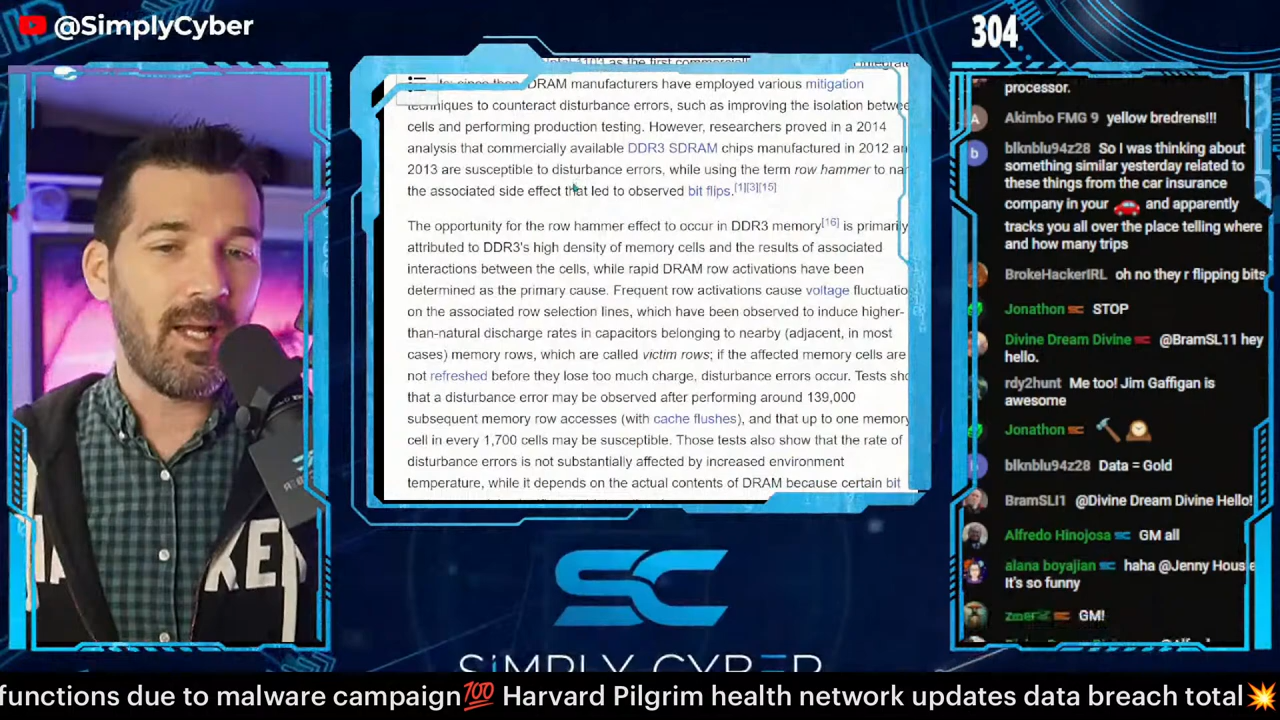 @SimplyCyber
304
as the first commercially
since then DRAM manufacturers have employed various mitigation
techniques to counteract disturbance errors, such as improving the isolation betwee
cells and performing production testing. However, researchers proved in a 2014
analysis that commercially available DDR3 SDRAM chips manufactured in 2012 an
2013 are susceptible to disturbance errors, while using the term row hammer to nar
the associated side effect that led to observed bit flips.[1][3][15]
The opportunity for the row hammer effect to occur in DDR3 memory[16] is primarily
attributed to DDR3's high density of memory cells and the results of associated
interactions between the cells, while rapid DRAM row activations have been
determined as the primary cause. Frequent row activations cause voltage fluctuatio
on the associated row selection lines, which have been observed to induce higher-
than-natural discharge rates in capacitors belonging to nearby (adjacent, in most
cases) memory rows, which are called victim rows; if the affected memory cells are
not refreshed before they lose too much charge, disturbance errors occur. Tests sho
that a disturbance error may be observed after performing around 139,000
subsequent memory row accesses (with cache flushes), and that up to one memory
cell in every 1,700 cells may be susceptible. Those tests also show that the rate of
disturbance errors is not substantially affected by increased environment
temperature, while it depends on the actual contents of DRAM because certain bit
processor.
Akimbo FMG 9 yellow bredrens!!!
blknblu94z28 So I was thinking about
something similar yesterday related to
these things from the car insurance
company in your 🚗 and apparently
tracks you all over the place telling where
and how many trips
BrokeHackerIRL oh no they r flipping bits
Jonathon STOP
Divine Dream Divine @BramSL11 hey
hello.
rdy2hunt Me too! Jim Gaffigan is
awesome
Jonathon 🔨🕰️
blknblu94z28 Data = Gold
BramSLI1 @Divine Dream Divine Hello!
Alfredo Hinojosa GM all
alana boyajian haha @Jenny Housle
It's so funny
GM!
SC
SIMPLY CYBER
functions due to malware campaign💯 Harvard Pilgrim health network updates data breach total💥